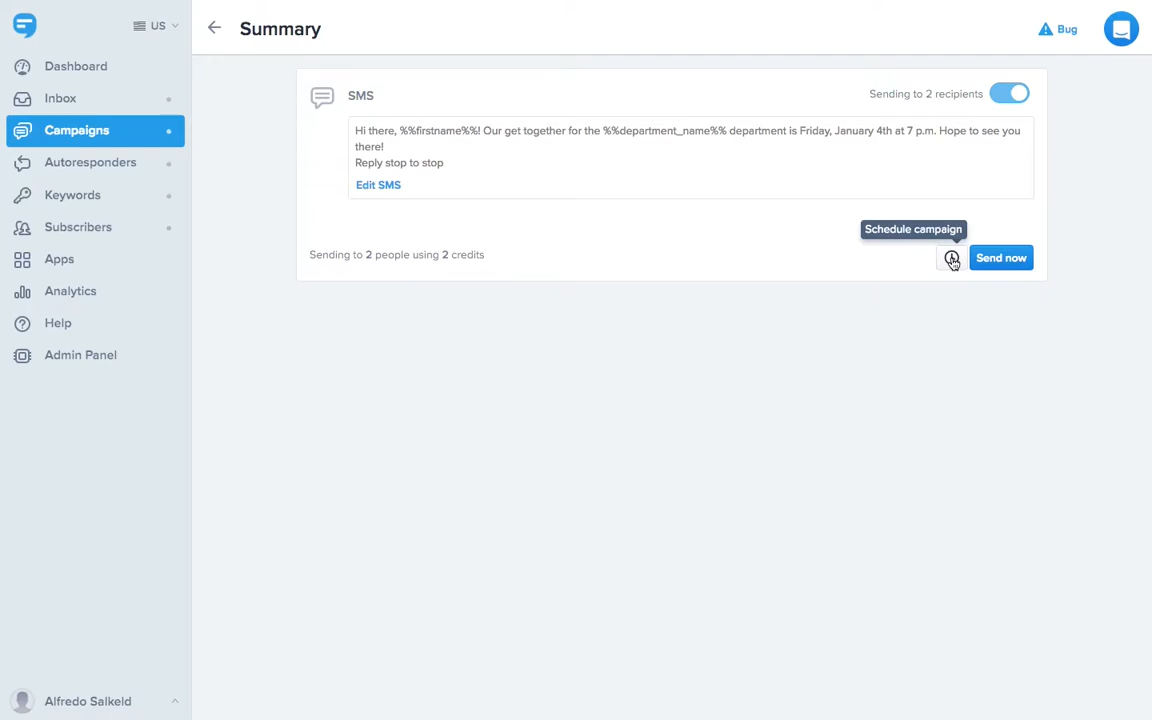 US
Dashboard
Inbox
Campaigns
Autoresponders
Keywords
Subscribers
Apps
Analytics
Help
Admin Panel
Alfredo Salkeld
Summary
Bug
SMS
Sending to 2 recipients
Hi there, %%firstname%%! Our get together for the %%department_name%% department is Friday, January 4th at 7 p.m. Hope to see you
there!
Reply stop to stop
Edit SMS
Schedule campaign
Sending to 2 people using 2 credits
Send now